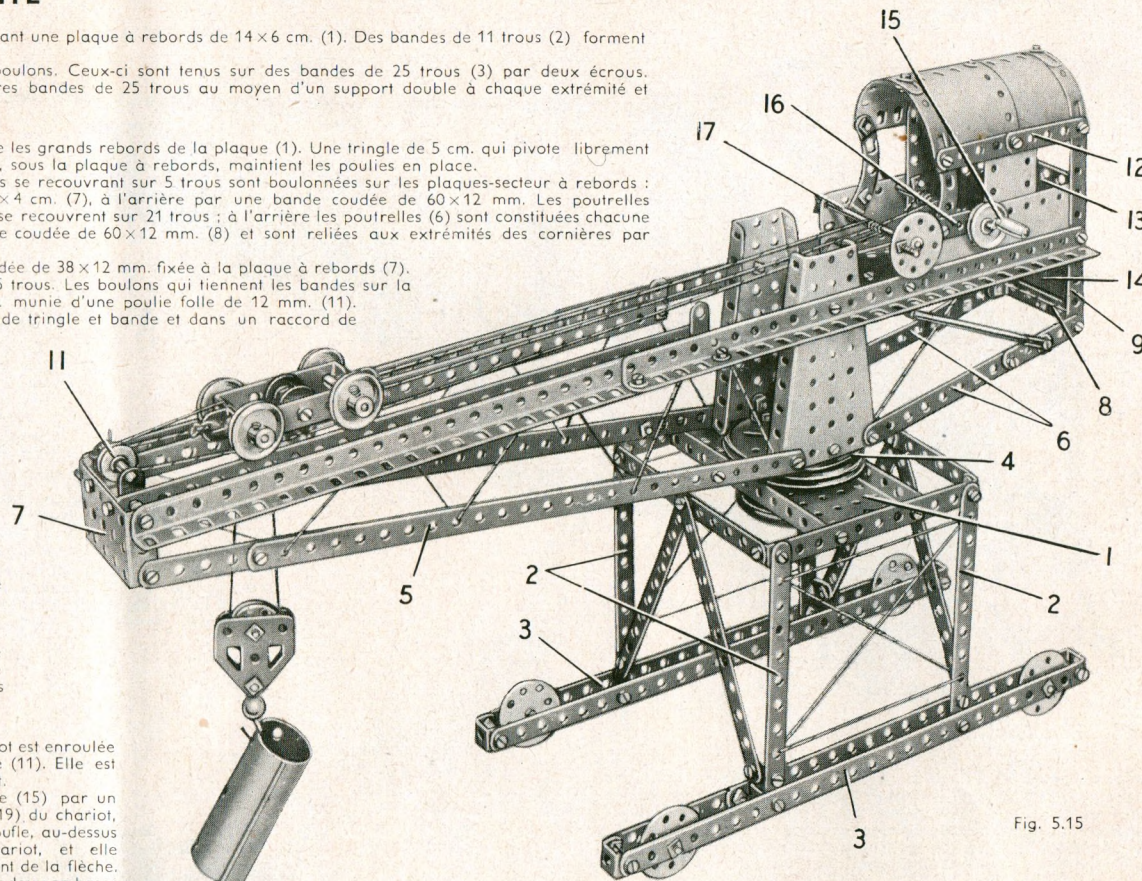 ant une plaque à rebords de 14×6 cm. (1). Des bandes de 11 trous (2) forment
oulons. Ceux-ci sont tenus sur des bandes de 25 trous (3) par deux écrous.
res bandes de 25 trous au moyen d'un support double à chaque extrémité et
e les grands rebords de la plaque (1). Une tringle de 5 cm. qui pivote librement
, sous la plaque à rebords, maintient les poulies en place.
s se recouvrant sur 5 trous sont boulonnées sur les plaques-secteur à rebords :
×4 cm. (7), à l'arrière par une bande coudée de 60×12 mm. Les poutrelles
se recouvrent sur 21 trous ; à l'arrière les poutrelles (6) sont constituées chacune
e coudée de 60×12 mm. (8) et sont reliées aux extrémités des cornières par
dée de 38×12 mm. fixée à la plaque à rebords (7).
5 trous. Les boulons qui tiennent les bandes sur la
munie d'une poulie folle de 12 mm. (11).
de tringle et bande et dans un raccord de
15
16
17
12
13
14
9
8
6
4
11
7
5
2
1
2
3
3
s
ot est enroulée
e (11). Elle est
e (15) par un
19) du chariot,
oufle, au-dessus
ariot, et elle
nt de la flèche.
Fig. 5.15